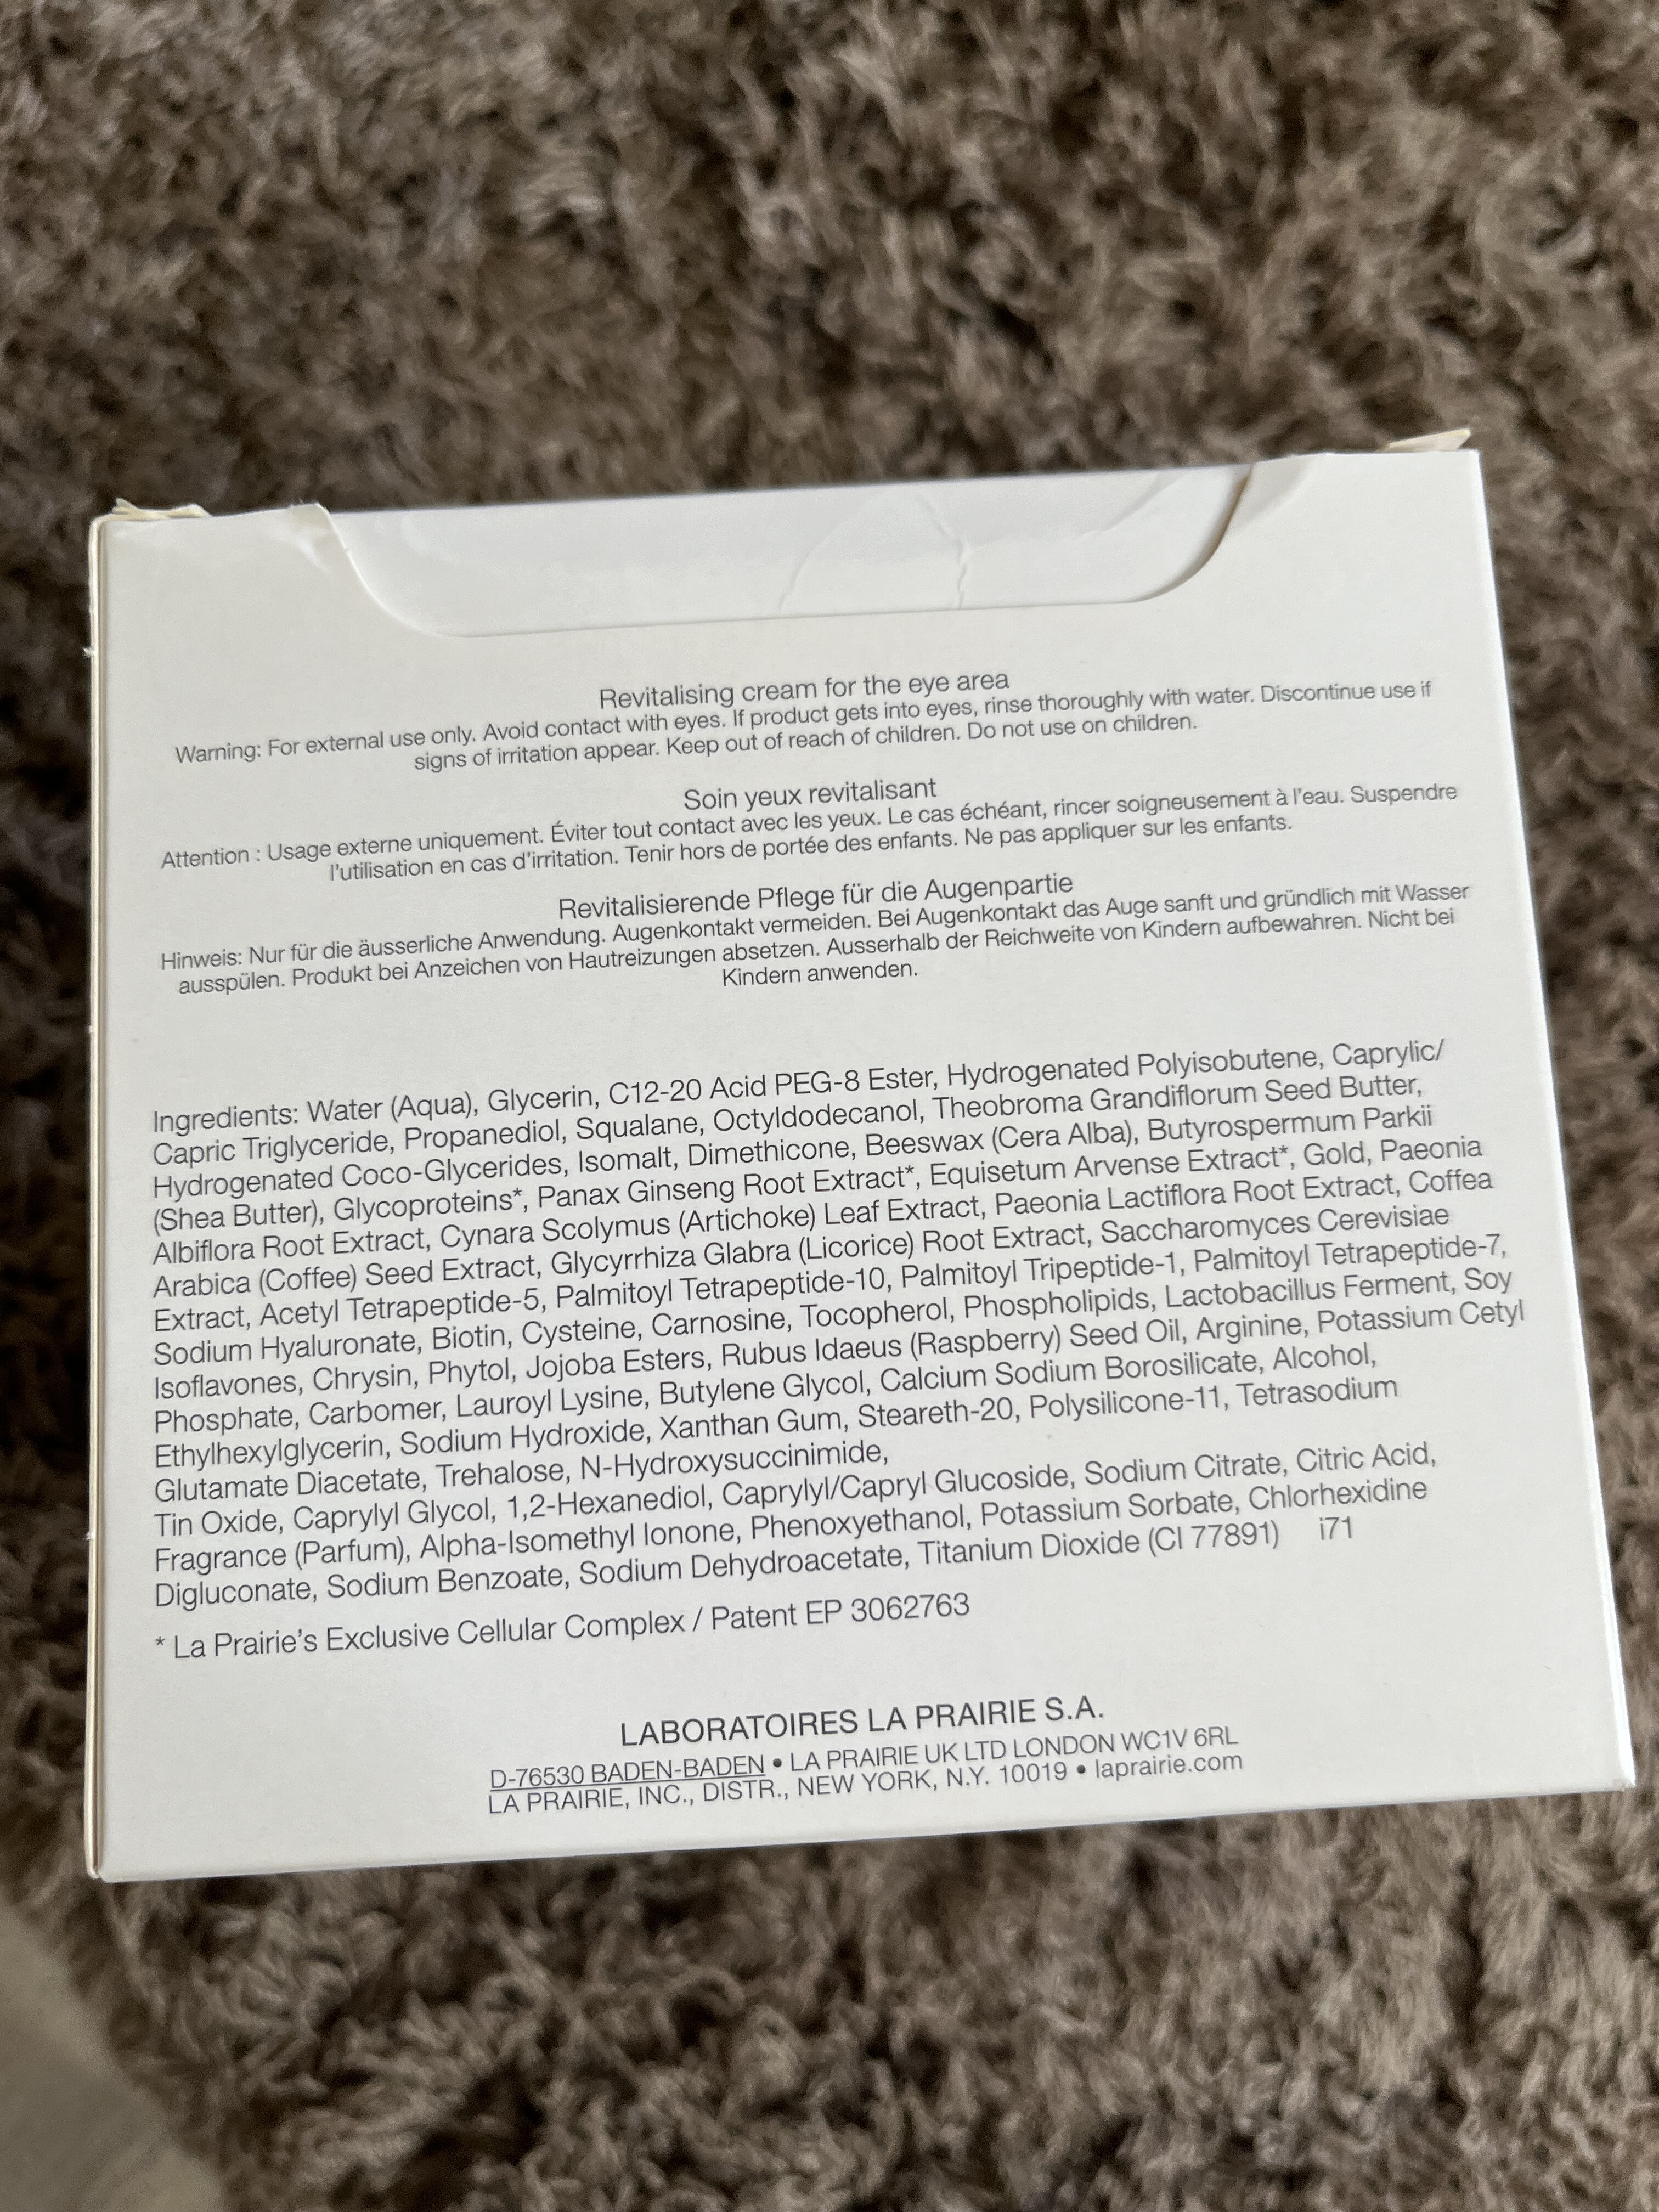 Revitalising cream for the eye area
Warning: For external use only. Avoid contact with eyes. If product gets into eyes, rinse thoroughly with water. Discontinue use if
signs of irritation appear. Keep out of reach of children. Do not use on children.
Soin yeux revitalisant
Attention : Usage externe uniquement. Éviter tout contact avec les yeux. Le cas échéant, rincer soigneusement à l'eau. Suspendre
l'utilisation en cas d'irritation. Tenir hors de portée des enfants. Ne pas appliquer sur les enfants.
Revitalisierende Pflege für die Augenpartie
Hinweis: Nur für die äusserliche Anwendung. Augenkontakt vermeiden. Bei Augenkontakt das Auge sanft und gründlich mit Wasser
ausspülen. Produkt bei Anzeichen von Hautreizungen absetzen. Ausserhalb der Reichweite von Kindern aufbewahren. Nicht bei
Kindern anwenden.
Ingredients: Water (Aqua), Glycerin, C12-20 Acid PEG-8 Ester, Hydrogenated Polyisobutene, Caprylic/
Capric Triglyceride, Propanediol, Squalane, Octyldodecanol, Theobroma Grandiflorum Seed Butter,
Hydrogenated Coco-Glycerides, Isomalt, Dimethicone, Beeswax (Cera Alba), Butyrospermum Parkii
(Shea Butter), Glycoproteins*, Panax Ginseng Root Extract*, Equisetum Arvense Extract*, Gold, Paeonia
Albiflora Root Extract, Cynara Scolymus (Artichoke) Leaf Extract, Paeonia Lactiflora Root Extract, Coffea
Arabica (Coffee) Seed Extract, Glycyrrhiza Glabra (Licorice) Root Extract, Saccharomyces Cerevisiae
Extract, Acetyl Tetrapeptide-5, Palmitoyl Tetrapeptide-10, Palmitoyl Tripeptide-1, Palmitoyl Tetrapeptide-7,
Sodium Hyaluronate, Biotin, Cysteine, Carnosine, Tocopherol, Phospholipids, Lactobacillus Ferment, Soy
Isoflavones, Chrysin, Phytol, Jojoba Esters, Rubus Idaeus (Raspberry) Seed Oil, Arginine, Potassium Cetyl
Phosphate, Carbomer, Lauroyl Lysine, Butylene Glycol, Calcium Sodium Borosilicate, Alcohol,
Ethylhexylglycerin, Sodium Hydroxide, Xanthan Gum, Steareth-20, Polysilicone-11, Tetrasodium
Glutamate Diacetate, Trehalose, N-Hydroxysuccinimide,
Tin Oxide, Caprylyl Glycol, 1,2-Hexanediol, Caprylyl/Capryl Glucoside, Sodium Citrate, Citric Acid,
Fragrance (Parfum), Alpha-Isomethyl Ionone, Phenoxyethanol, Potassium Sorbate, Chlorhexidine
Digluconate, Sodium Benzoate, Sodium Dehydroacetate, Titanium Dioxide (CI 77891) i71
* La Prairie's Exclusive Cellular Complex / Patent EP 3062763
LABORATOIRES LA PRAIRIE S.A.
D-76530 BADEN-BADEN • LA PRAIRIE UK LTD LONDON WC1V 6RL
LA PRAIRIE, INC., DISTR., NEW YORK, N.Y. 10019 • laprairie.com